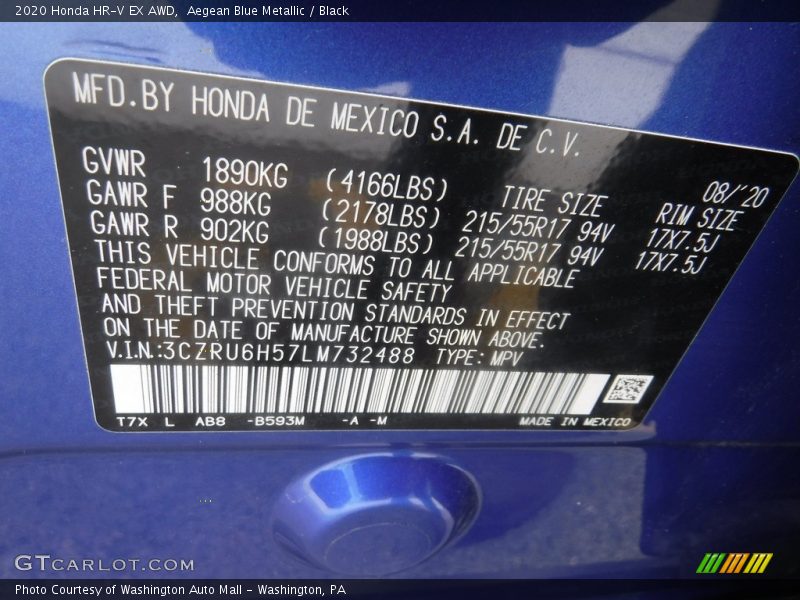 2020 Honda HR-V EX AWD,  Aegean Blue Metallic / Black
MFD.BY HONDA DE MEXICO S.A. DE C.V.
08/'20
GVWR 1890KG (4166LBS) TIRE SIZE RIM SIZE
GAWR F 988KG (2178LBS) 215/55R17 94V 17X7.5J
GAWR R 902KG (1988LBS) 215/55R17 94V 17X7.5J
THIS VEHICLE CONFORMS TO ALL APPLICABLE
FEDERAL MOTOR VEHICLE SAFETY
AND THEFT PREVENTION STANDARDS IN EFFECT
ON THE DATE OF MANUFACTURE SHOWN ABOVE.
V.I.N.:3CZRU6H57LM732488 TYPE: MPV
T7X L AB8 -B593M -A -M MADE IN MEXICO
GTCARLOT.COM
Photo Courtesy of Washington Auto Mall - Washington, PA